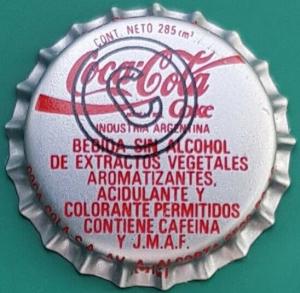 CONT. NETO 285 cm³
Coca-Cola
Coke
INDUSTRIA ARGENTINA
BEBIDA SIN ALCOHOL
DE EXTRACTOS VEGETALES
AROMATIZANTES,
ACIDULANTE Y
COLORANTE PERMITIDOS
CONTIENE CAFEINA
Y J.M.A.F.